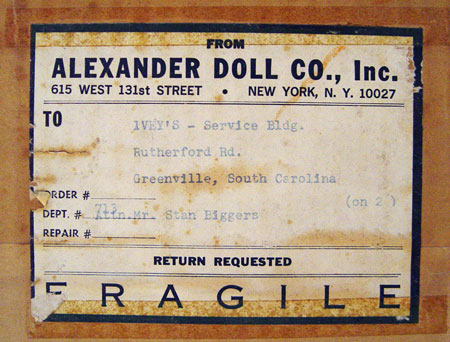 FROM
ALEXANDER DOLL CO., Inc.
615 WEST 131st STREET • NEW YORK, N. Y. 10027
TO
IVEY'S - Service Bldg.
Rutherford Rd.
Greenville, South Carolina
ORDER # (on 2 )
DEPT. # 713
Attn.Mr. Stan Biggers
REPAIR #
RETURN REQUESTED
FRAGILE